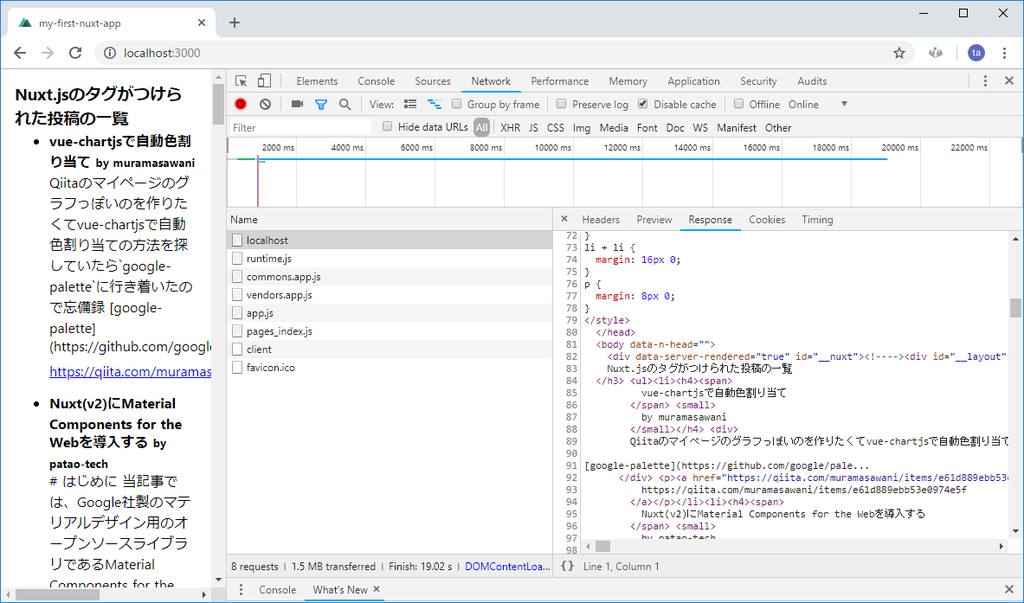 my-first-nuxt-app
localhost:3000
ta
Nuxt.jsのタグがつけら
れた投稿の一覧
vue-chartjsで自動色割
り当て by muramasawani
Qiitaのマイページのグ
ラフっぽいのを作りた
くてvue-chartjsで自動
色割り当ての方法を探
していたら`google-
palette`に行き着いたの
で忘備録 [google-
palette]
(https://github.com/google
https://qiita.com/muramas
Nuxt(v2)にMaterial
Components for the
Webを導入する by
patao-tech
# はじめに 当記事で
は、Google社製のマテ
リアルデザイン用のオ
ープンソースライブラ
リであるMaterial
Components for the
Elements Console Sources Network Performance Memory Application Security Audits
View: Group by frame Preserve log Disable cache Offline Online
Filter Hide data URLs All XHR JS CSS Img Media Font Doc WS Manifest Other
2000 ms 4000 ms 6000 ms 8000 ms 10000 ms 12000 ms 14000 ms 16000 ms 18000 ms 20000 ms 22000 ms
Name
localhost
runtime.js
commons.app.js
vendors.app.js
app.js
pages_index.js
client
favicon.ico
8 requests | 1.5 MB transferred | Finish: 19.02 s | DOMContentLoa...
Headers Preview Response Cookies Timing
72 }
73 li + li {
74 margin: 16px 0;
75 }
76 p {
77 margin: 8px 0;
78 }
79 </style>
80 </head>
81 <body data-n-head="">
82 <div data-server-rendered="true" id="__nuxt"><!----><div id="__layout"
83 Nuxt.jsのタグがつけられた投稿の一覧
84 </h3> <ul><li><h4><span>
85 vue-chartjsで自動色割り当て
86 </span> <small>
87 by muramasawani
88 </small></h4> <div>
89 Qiitaのマイページのグラフっぽいのを作りたくてvue-chartjsで自動色割り当て
90
91 [google-palette](https://github.com/google/pale...
92 </div> <p><a href="https://qiita.com/muramasawani/items/e61d889ebb53
93 https://qiita.com/muramasawani/items/e61d889ebb53e0974e5f
94 </a></p></li><li><h4><span>
95 Nuxt(v2)にMaterial Components for the Webを導入する
96 </span> <small>
97 by patao-tech
98
{} Line 1, Column 1
Console What's New